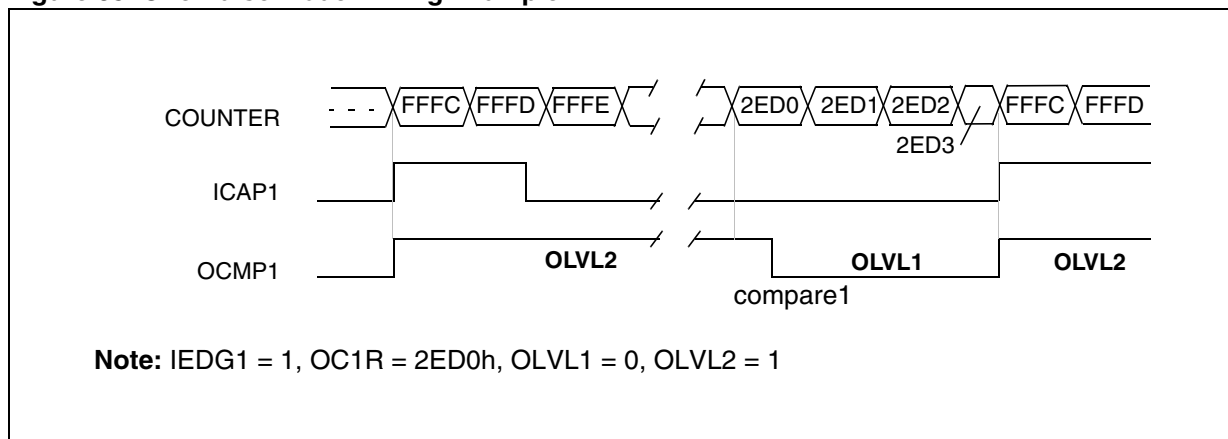 COUNTER FFFC FFFD FFFE 2ED0 2ED1 2ED2 FFFC FFFD
2ED3
ICAP1
OCMP1 OLVL2 OLVL1 OLVL2
compare1
Note: IEDG1 = 1, OC1R = 2ED0h, OLVL1 = 0, OLVL2 = 1